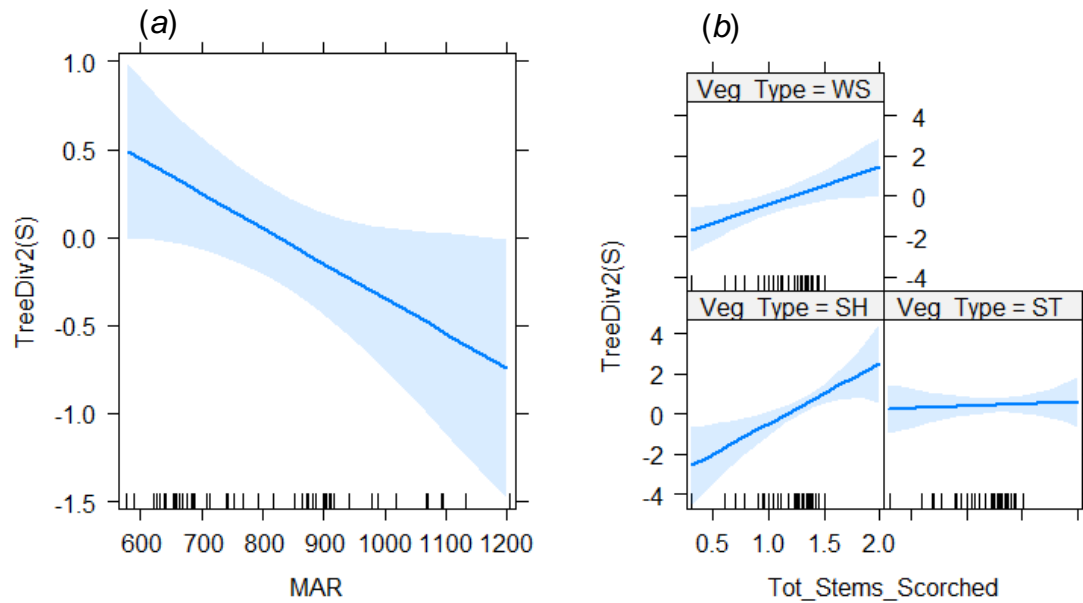 (a)
1.0
0.5
0.0
-0.5
-1.0
-1.5
TreeDiv2(S)
600 700 800 900 1000 1100 1200
MAR
(b)
Veg_Type = WS
4
2
0
-2
-4
TreeDiv2(S)
Veg_Type = SH
Veg_Type = ST
4
2
0
-2
-4
0.5 1.0 1.5 2.0
Tot_Stems_Scorched